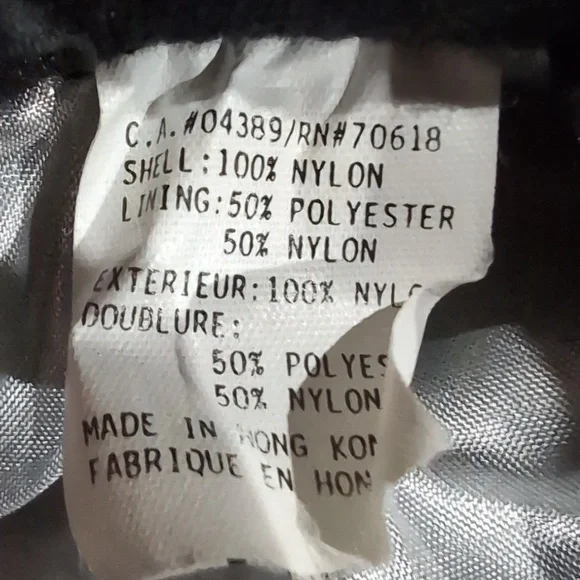 C.A.#04389/RN#70618
SHELL:100% NYLON
LINING:50% POLYESTER
50% NYLON
EXTERIEUR:100% NYL
DOUBLURE:
50% POLYES
50% NYLON
MADE IN HONG KON
FABRIQUE EN HON